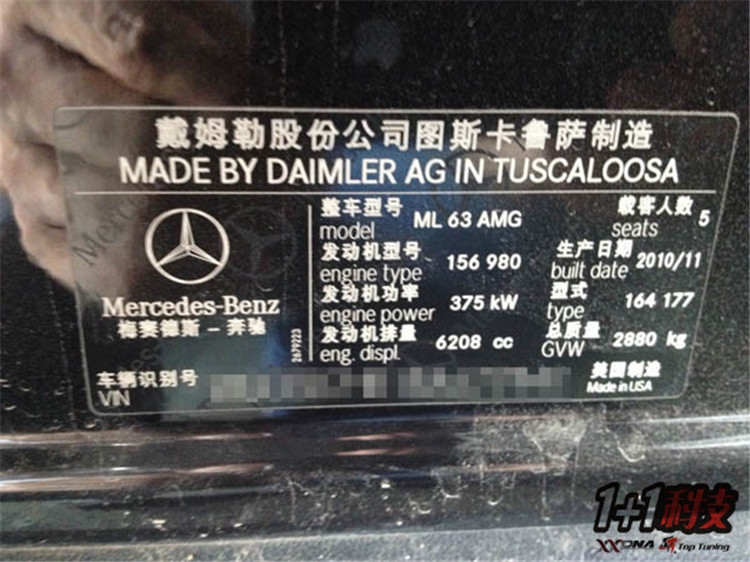 戴姆勒股份公司图斯卡鲁萨制造
MADE BY DAIMLER AG IN TUSCALOOSA
Mercedes-Benz
梅赛德斯 - 奔驰
2679223
整车型号
model ML 63 AMG
载客人数
seats 5
发动机型号
engine type 156 980
生产日期
built date 2010/11
发动机功率
engine power 375 kW
型式
type 164 177
发动机排量
eng. displ. 6208 cc
总质量
GVW 2880 kg
车辆识别号
VIN
美国制造
Made in USA
1+1科技
XXDNA Top Tuning